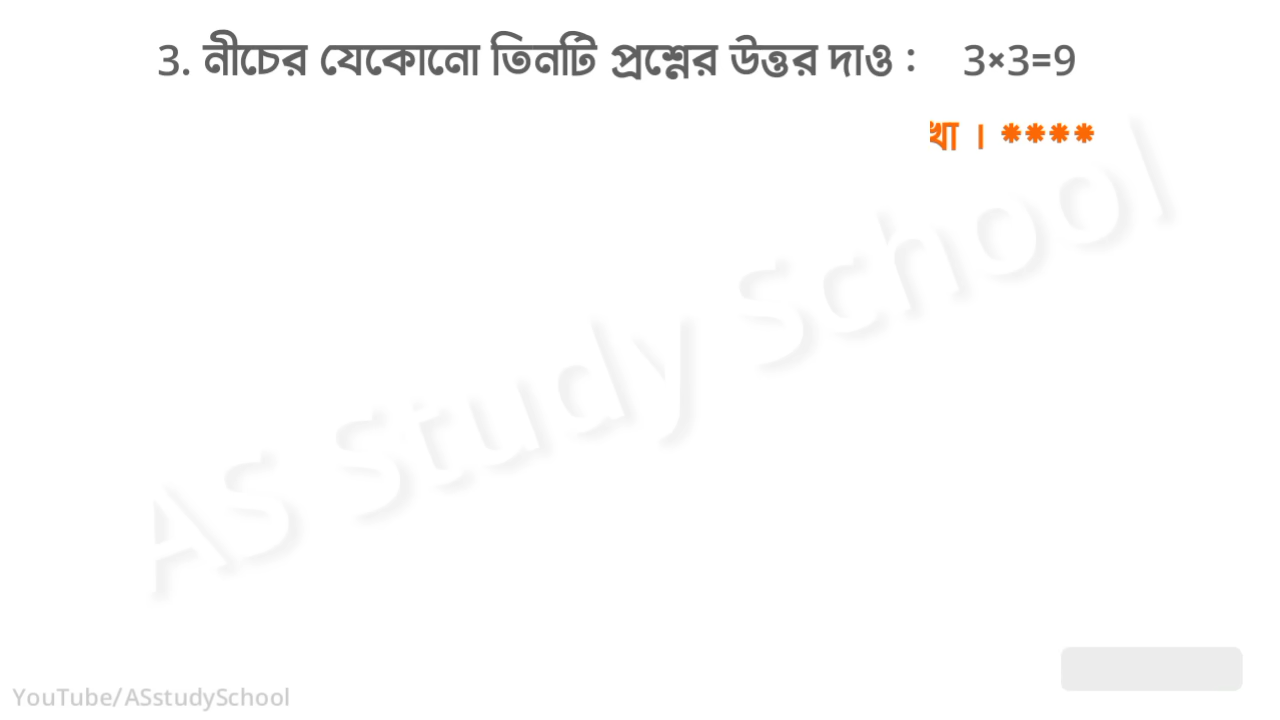 3. নীচের যেকোনো তিনটি প্রশ্নের উত্তর দাও : 3×3=9
খা । ****
AS Study School
YouTube/ASstudySchool